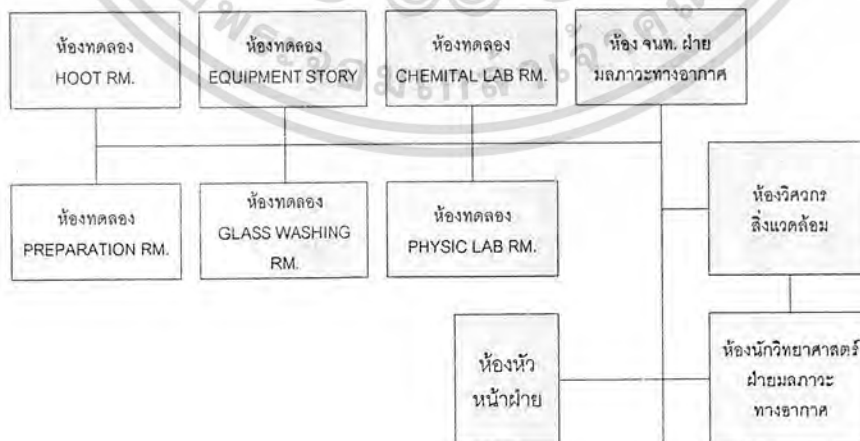 ห้องทดลอง
HOOT RM.
ห้องทดลอง
EQUIPMENT STORY
ห้องทดลอง
CHEMITAL LAB RM.
ห้อง จนท. ฝ่าย
มลภาวะทางอากาศ
ห้องทดลอง
PREPARATION RM.
ห้องทดลอง
GLASS WASHING
RM.
ห้องทดลอง
PHYSIC LAB RM.
ห้องวิศวกร
สิ่งแวดล้อม
ห้องหัว
หน้าฝ่าย
ห้องนักวิทยาศาสตร์
ฝ่ายมลภาวะ
ทางอากาศ